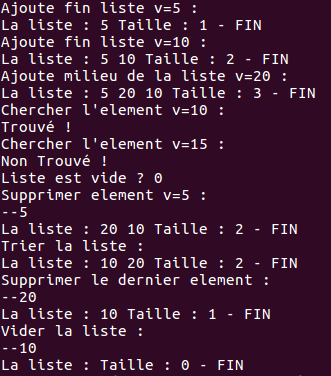 Ajoute fin liste v=5 :
La liste : 5 Taille : 1 - FIN
Ajoute fin liste v=10 :
La liste : 5 10 Taille : 2 - FIN
Ajoute milieu de la liste v=20 :
La liste : 5 20 10 Taille : 3 - FIN
Chercher l'element v=10 :
Trouvé !
Chercher l'element v=15 :
Non Trouvé !
Liste est vide ? 0
Supprimer element v=5 :
--5
La liste : 20 10 Taille : 2 - FIN
Trier la liste :
La liste : 10 20 Taille : 2 - FIN
Supprimer le dernier element :
--20
La liste : 10 Taille : 1 - FIN
Vider la liste :
--10
La liste : Taille : 0 - FIN